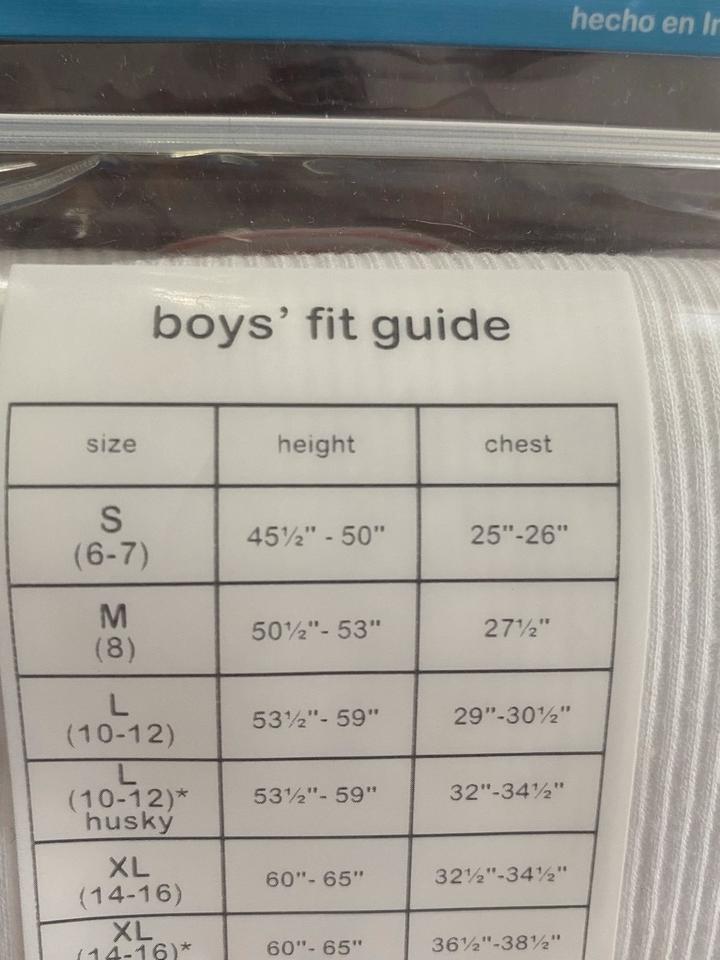 hecho en
boys’ fit guide
size height chest
S
(6-7) 45½" - 50" 25"-26"
M
(8) 50½"- 53" 27½"
L
(10-12) 53½"- 59" 29"-30½"
L
(10-12)* 53½"- 59" 32"-34½"
husky
XL
(14-16) 60"- 65" 32½"-34½"
XL
(14-16)* 60"- 65" 36½"-38½"